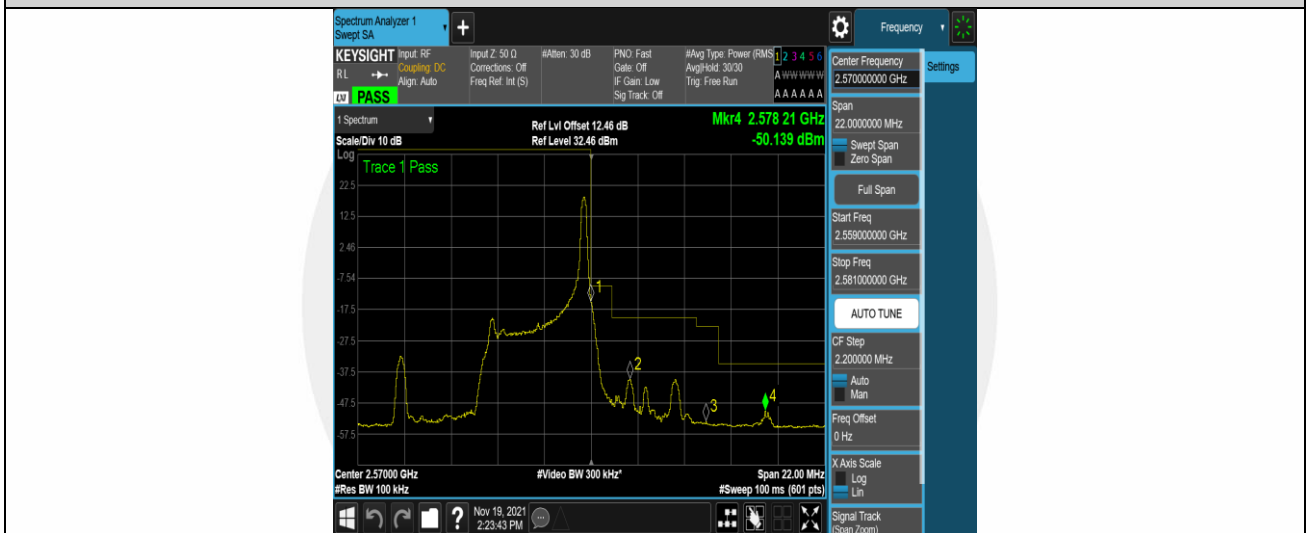 Spectrum Analyzer 1
Swept SA
+
Frequency
KEYSIGHT
RL
LXI PASS
Input: RF
Coupling: DC
Align: Auto
Input Z: 50 Ω
Corrections: Off
Freq Ref: Int (S)
#Atten: 30 dB
PNO: Fast
Gate: Off
IF Gain: Low
Sig Track: Off
#Avg Type: Power (RMS
Avg|Hold: 30/30
Trig: Free Run
1 2 3 4 5 6
A W W W W W
A A A A A A
1 Spectrum
Scale/Div 10 dB
Ref Lvl Offset 12.46 dB
Ref Level 32.46 dBm
Mkr4 2.578 21 GHz
-50.139 dBm
Log
Trace 1 Pass
22.5
12.5
2.46
-7.54
-17.5
-27.5
-37.5
-47.5
-57.5
1
2
3
4
Center 2.57000 GHz
#Res BW 100 kHz
#Video BW 300 kHz*
Span 22.00 MHz
#Sweep 100 ms (601 pts)
?
Nov 19, 2021
2:23:43 PM
Center Frequency
2.570000000 GHz
Span
22.0000000 MHz
Swept Span
Zero Span
Full Span
Start Freq
2.559000000 GHz
Stop Freq
2.581000000 GHz
AUTO TUNE
CF Step
2.200000 MHz
Auto
Man
Freq Offset
0 Hz
X Axis Scale
Log
Lin
Signal Track
(Span Zoom)
Settings